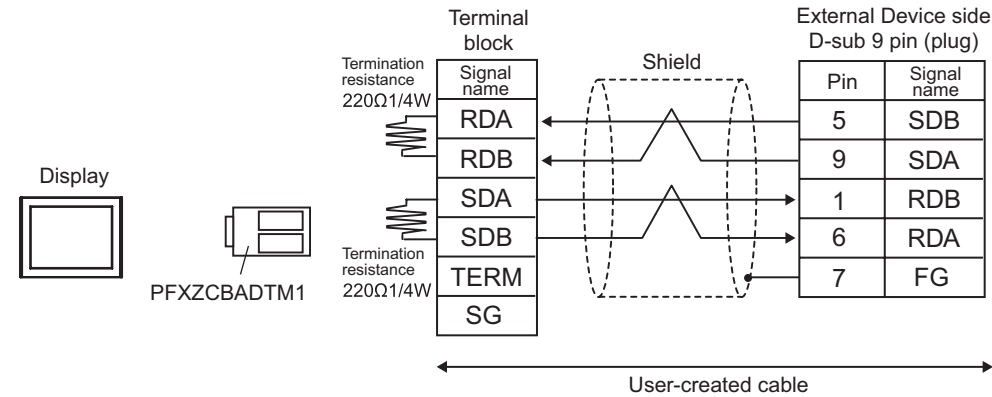 Terminal
block
External Device side
D-sub 9 pin (plug)
Termination
resistance
220Ω1/4W
Shield
Signal
name
Pin
Signal
name
RDA
5
SDB
RDB
9
SDA
Display
SDA
1
RDB
SDB
6
RDA
Termination
resistance
220Ω1/4W
TERM
7
FG
PFXZCBADTM1
SG
User-created cable